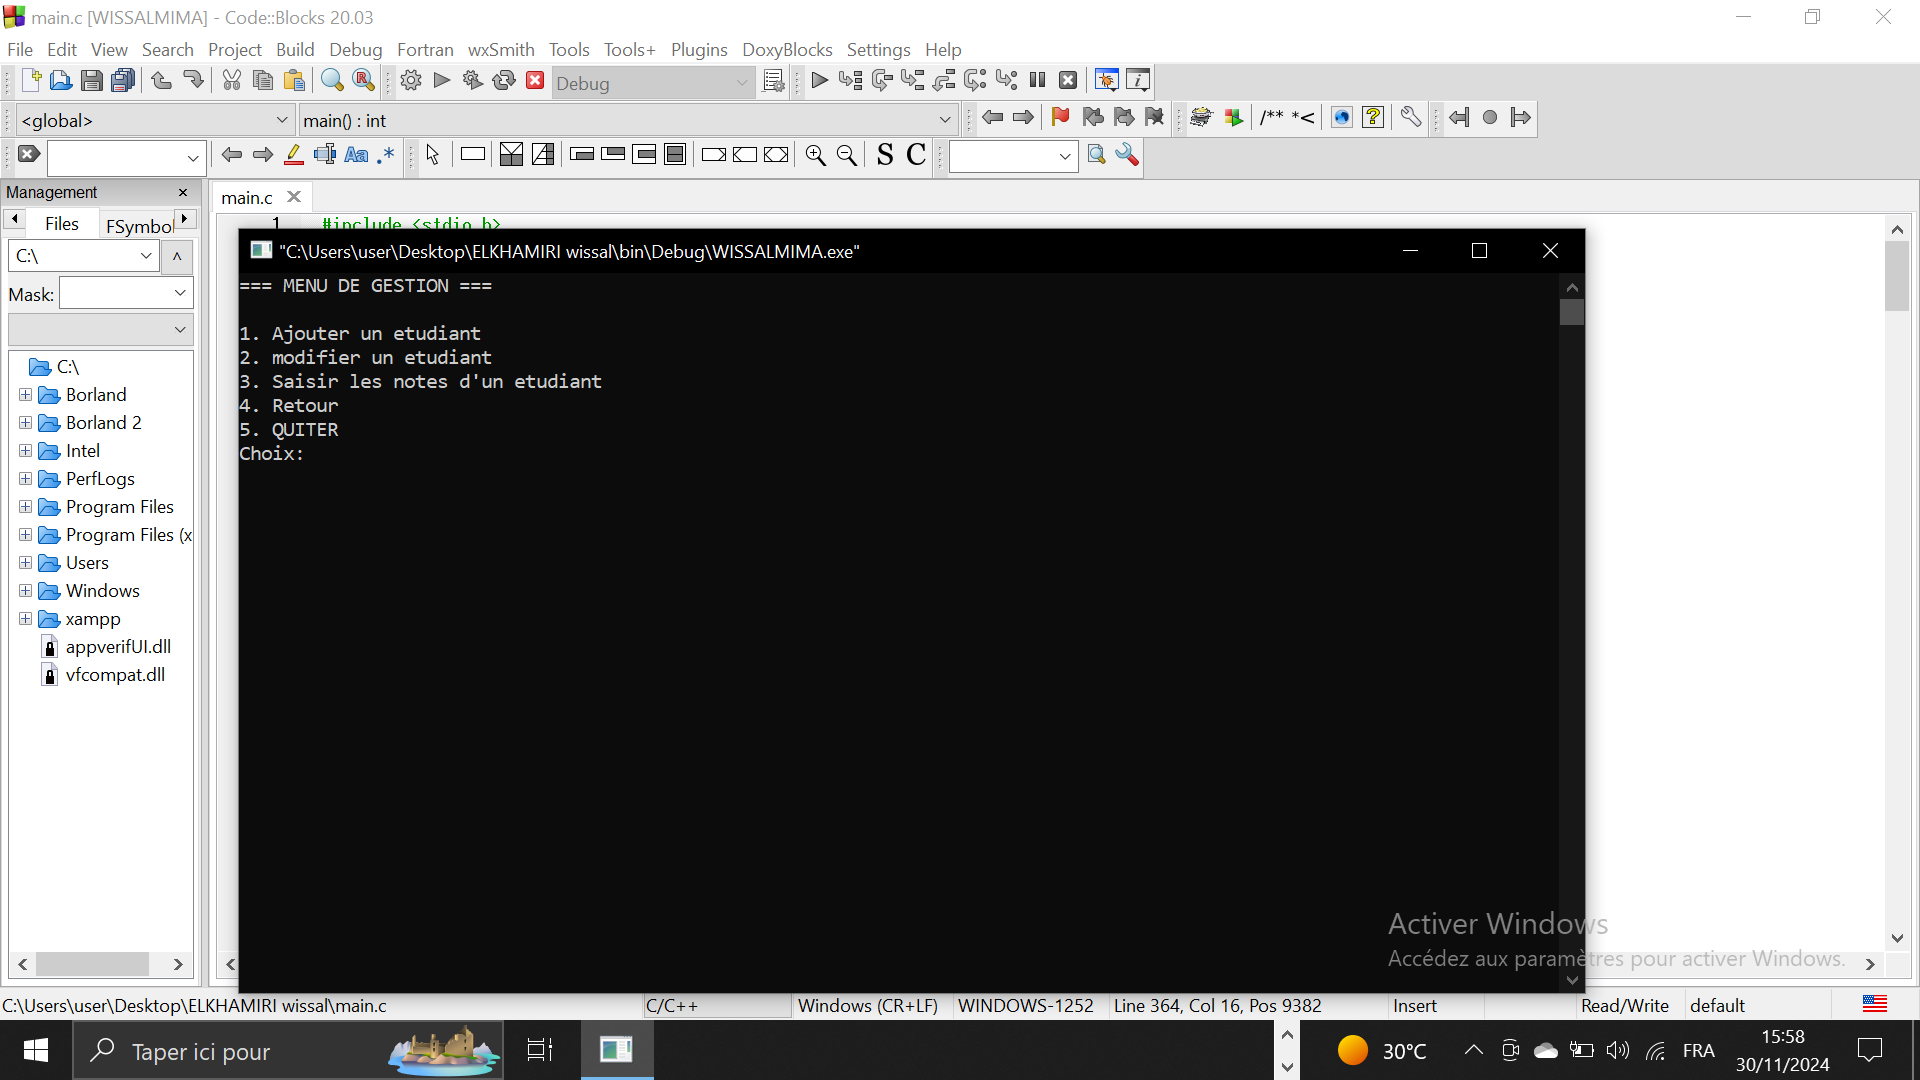 main.c [WISSALMIMA] - Code::Blocks 20.03
File Edit View Search Project Build Debug Fortran wxSmith Tools Tools+ Plugins DoxyBlocks Settings Help
Debug
<global> main() : int /** *<
Aa .* S C
Management
main.c
Files FSymbol
1 #include <stdio.h>
C:\
"C:\Users\user\Desktop\ELKHAMIRI wissal\bin\Debug\WISSALMIMA.exe"
Mask:
=== MENU DE GESTION ===
1. Ajouter un etudiant
2. modifier un etudiant
3. Saisir les notes d'un etudiant
4. Retour
5. QUITER
Choix:
C:\
Borland
Borland 2
Intel
PerfLogs
Program Files
Program Files (x
Users
Windows
xampp
appverifUI.dll
vfcompat.dll
Activer Windows
Accédez aux paramètres pour activer Windows.
C:\Users\user\Desktop\ELKHAMIRI wissal\main.c C/C++ Windows (CR+LF) WINDOWS-1252 Line 364, Col 16, Pos 9382 Insert Read/Write default
Taper ici pour 30°C FRA 15:58
30/11/2024